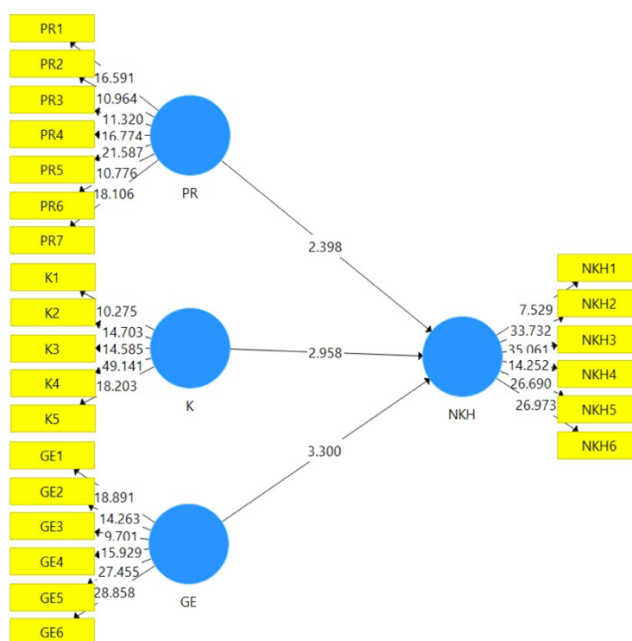 PR1
PR2
PR3
PR4
PR5
PR6
PR7
16.591
10.964
11.320
16.774
21.587
10.776
18.106
PR
2.398
K1
K2
K3
K4
K5
10.275
14.703
14.585
49.141
18.203
K
2.958
GE1
GE2
GE3
GE4
GE5
GE6
18.891
14.263
9.701
15.929
27.455
28.858
GE
3.300
NKH
7.529
33.732
35.061
14.252
26.690
26.973
NKH1
NKH2
NKH3
NKH4
NKH5
NKH6